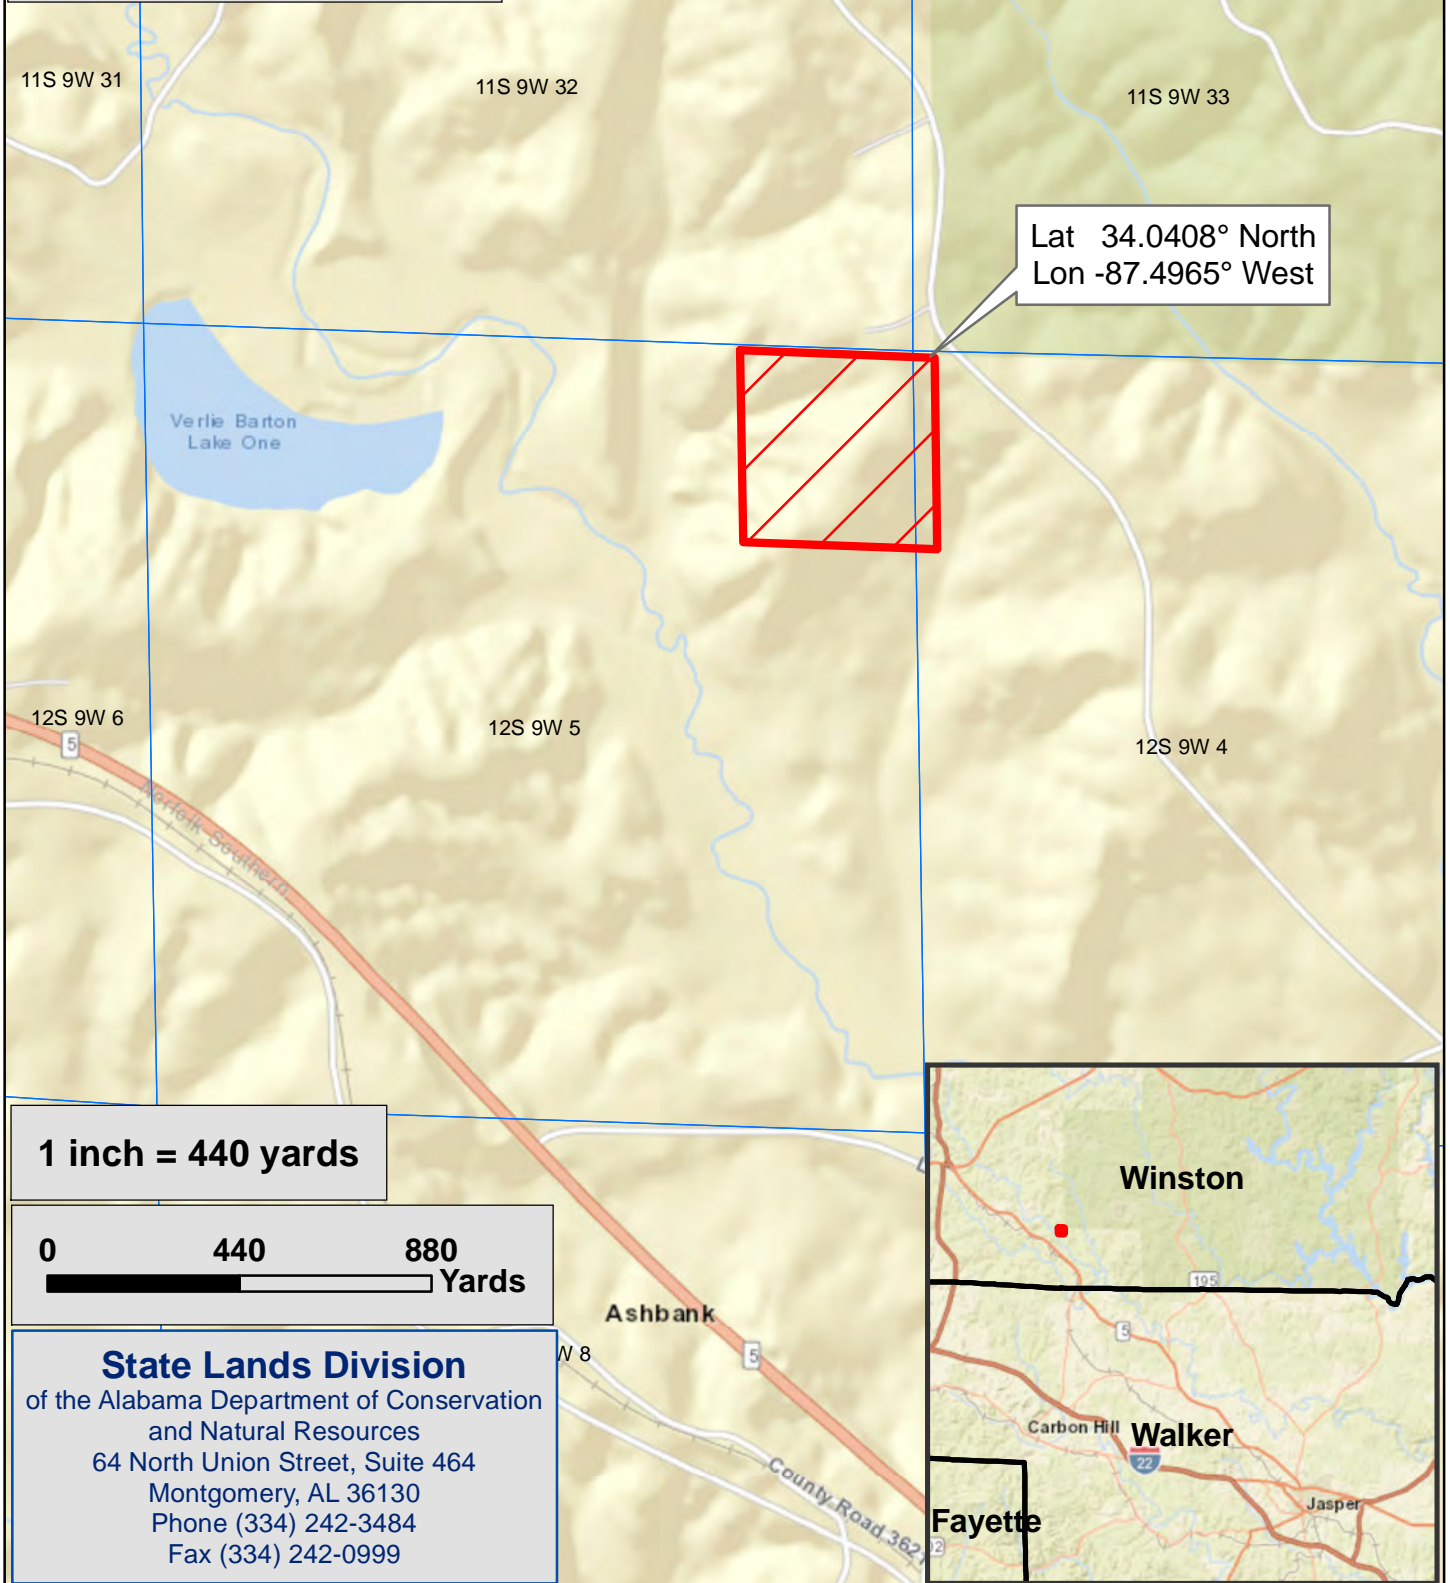 11S 9W 31
11S 9W 32
11S 9W 33
Lat 34.0408° North
Lon -87.4965° West
Verlie Barton
Lake One
12S 9W 6
5
12S 9W 5
12S 9W 4
Norfolk Southern
1 inch = 440 yards
0 440 880
Yards
Ashbank
5
W 8
County Road 362
State Lands Division
of the Alabama Department of Conservation
and Natural Resources
64 North Union Street, Suite 464
Montgomery, AL 36130
Phone (334) 242-3484
Fax (334) 242-0999
Winston
195
5
Carbon Hill
Walker
22
Jasper
Fayette